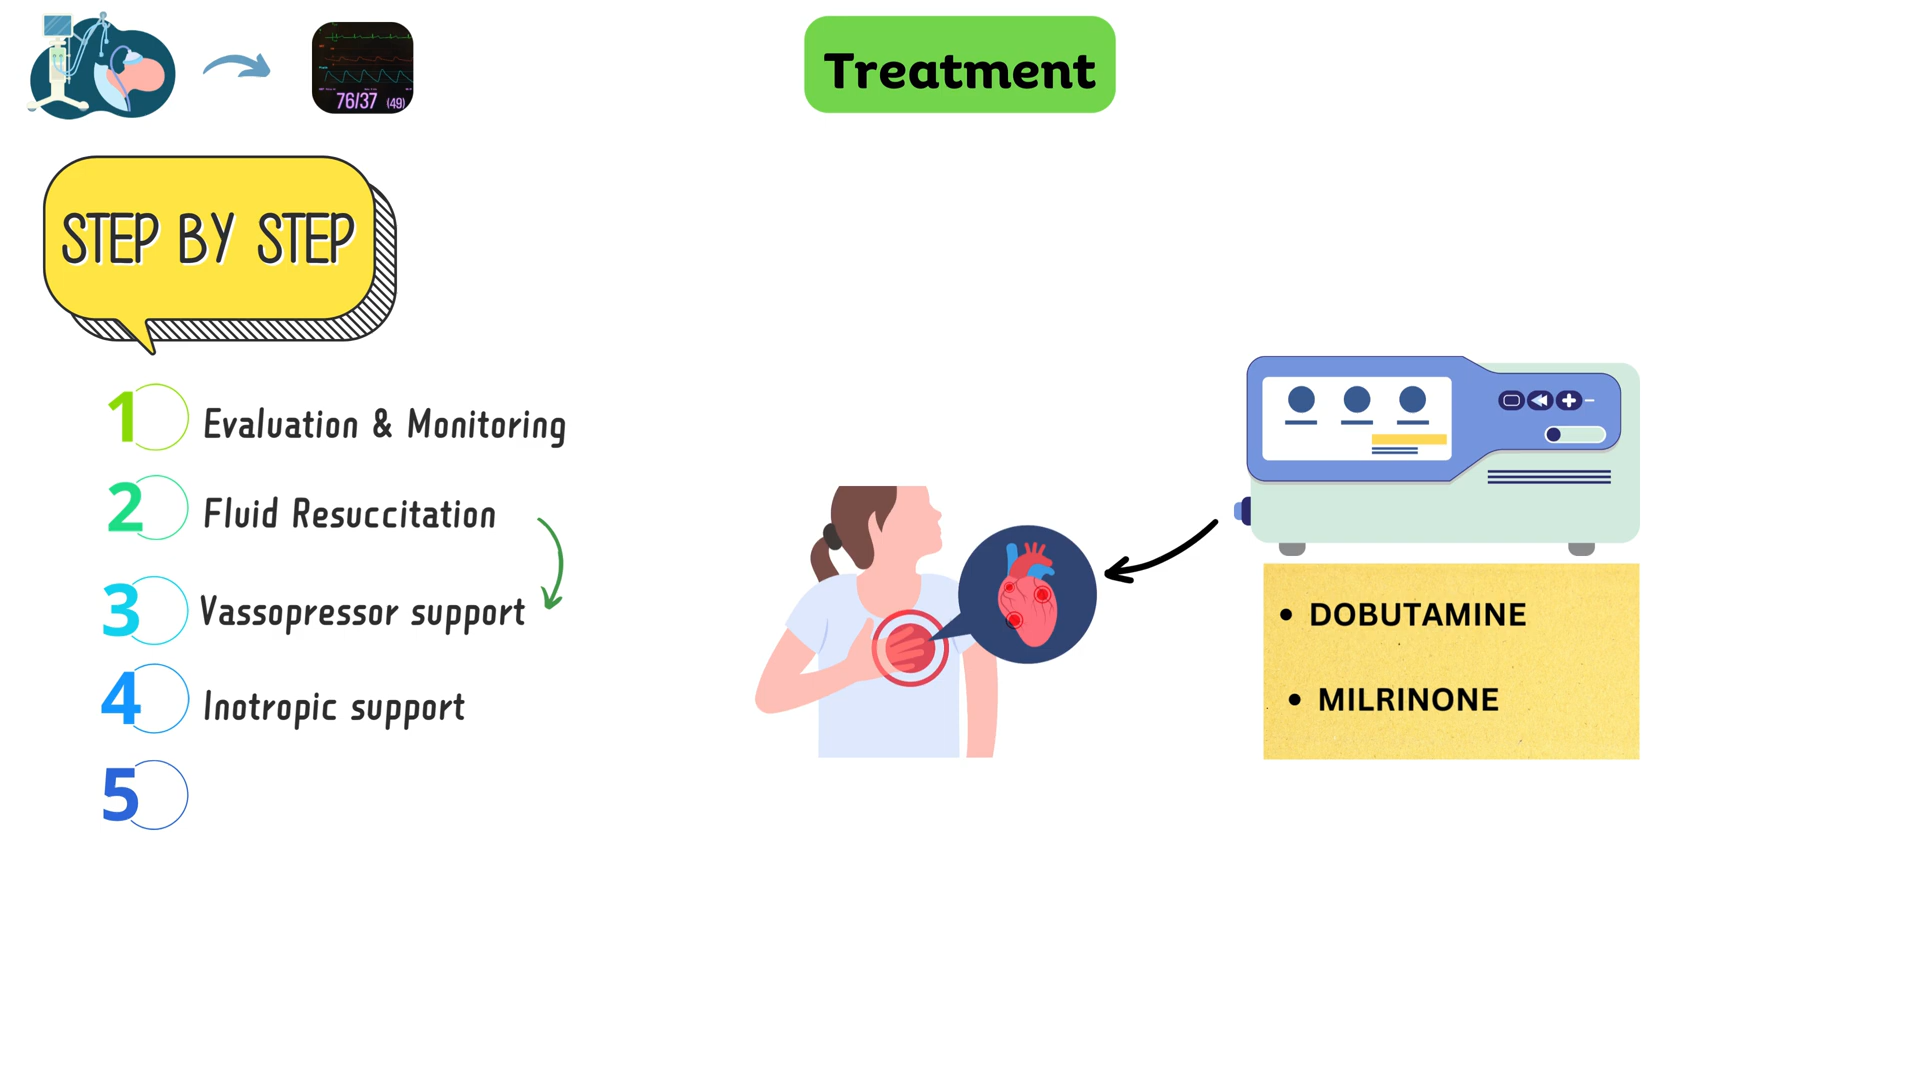 Treatment
76/37 (49)
STEP BY STEP
1 Evaluation & Monitoring
2 Fluid Resuccitation
3 Vassopressor support
4 Inotropic support
5
• DOBUTAMINE
• MILRINONE